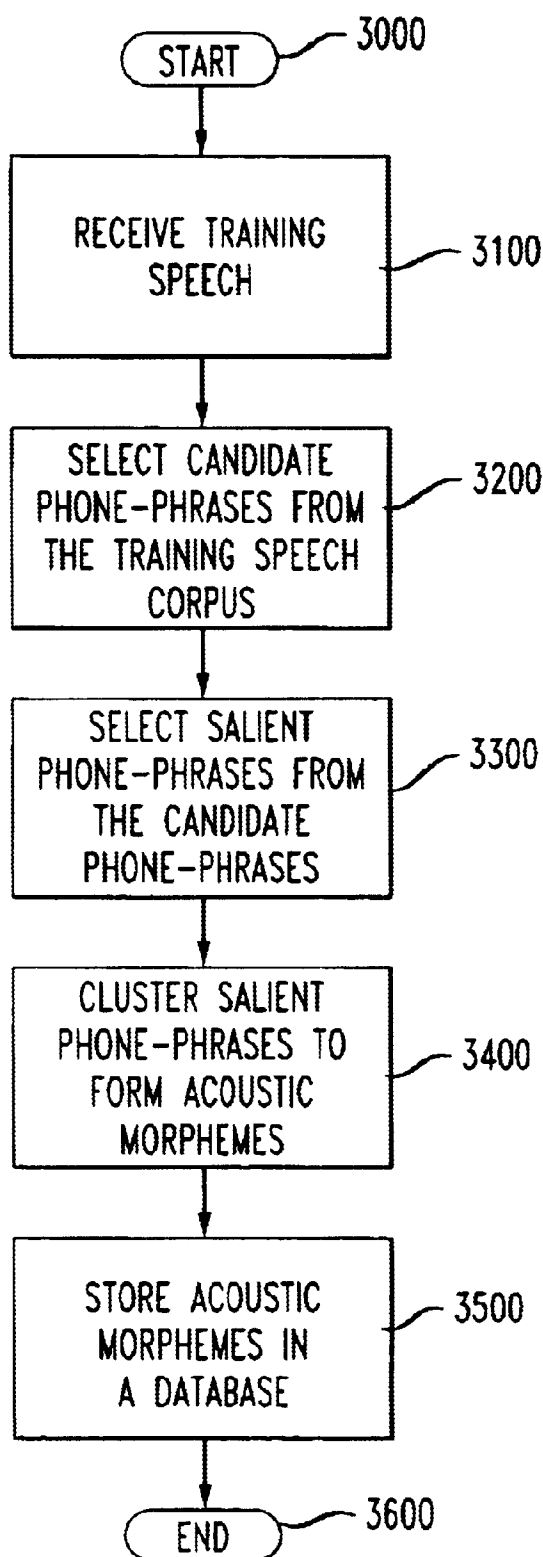 START
3000
RECEIVE TRAINING
SPEECH
3100
SELECT CANDIDATE
PHONE-PHRASES FROM
THE TRAINING SPEECH
CORPUS
3200
SELECT SALIENT
PHONE-PHRASES FROM
THE CANDIDATE
PHONE-PHRASES
3300
CLUSTER SALIENT
PHONE-PHRASES TO
FORM ACOUSTIC
MORPHEMES
3400
STORE ACOUSTIC
MORPHEMES IN
A DATABASE
3500
END
3600